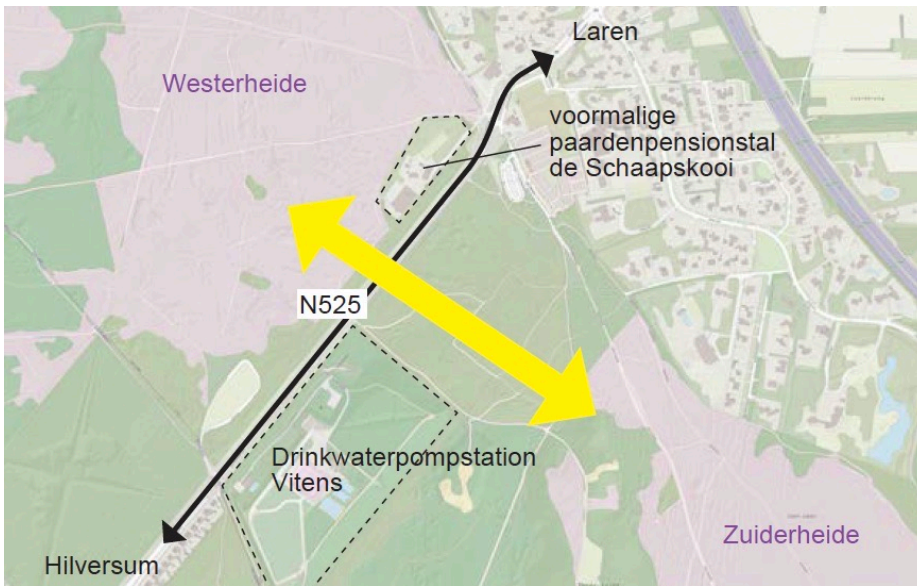 Laren
Westerheide
voormalige
paardenpensionstal
de Schaapskooi
N525
Drinkwaterpompstation
Vitens
Zuiderheide
Hilversum